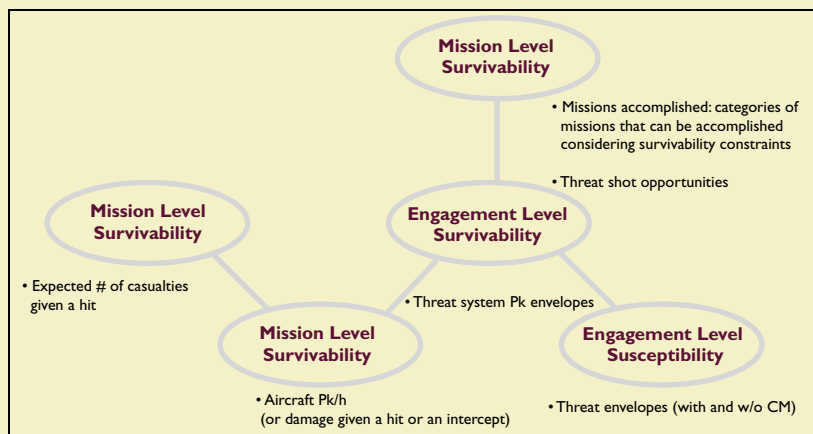 Mission Level
Survivability
• Missions accomplished: categories of
missions that can be accomplished
considering survivability constraints
• Threat shot opportunities
Mission Level
Survivability
Engagement Level
Survivability
• Expected # of casualties
given a hit
• Threat system Pk envelopes
Mission Level
Survivability
Engagement Level
Susceptibility
• Aircraft Pk/h
(or damage given a hit or an intercept)
• Threat envelopes (with and w/o CM)